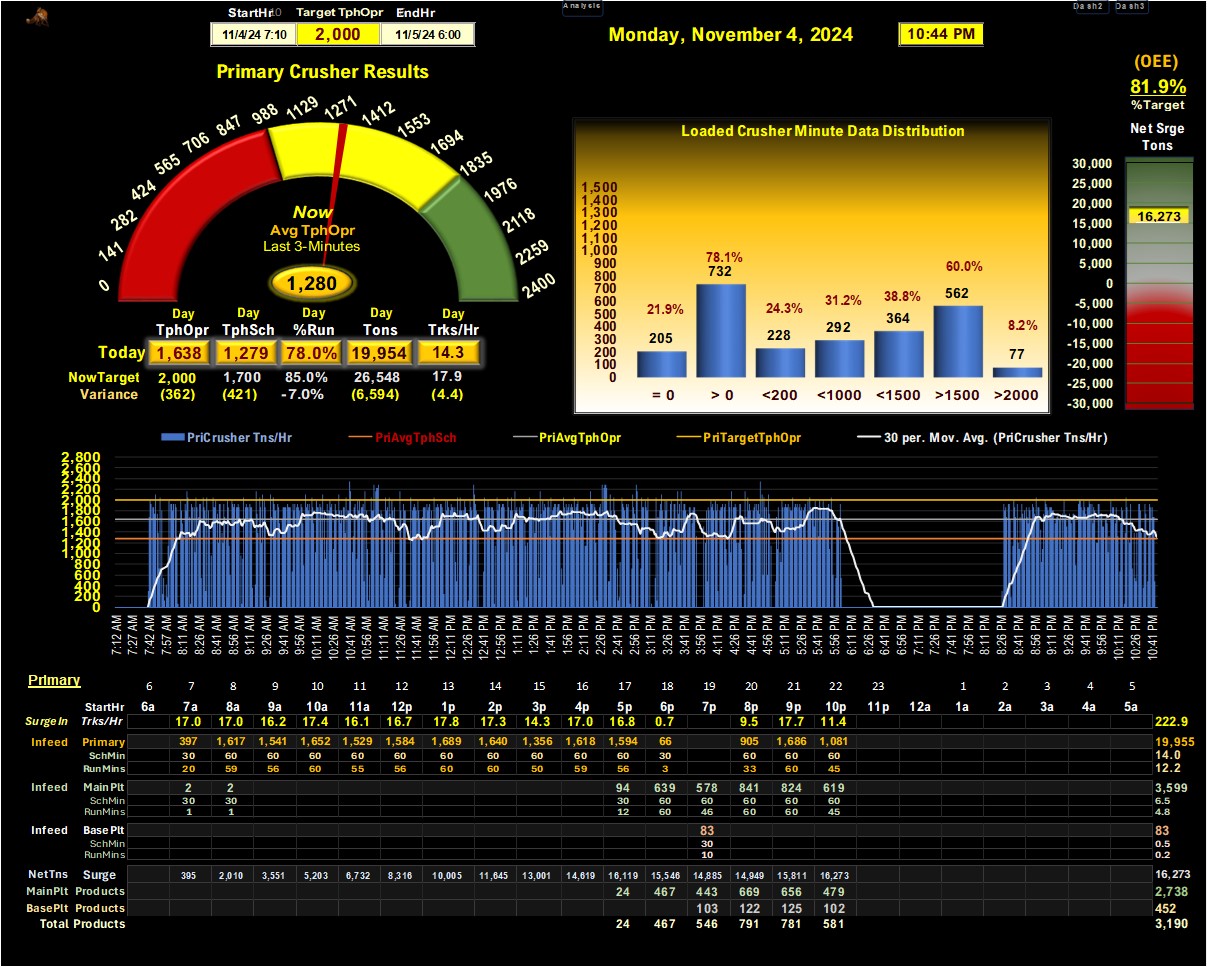 Analysis
Dash2 Dash3
StartHr Target TphOpr EndHr
11/4/24 7:10 2,000 11/5/24 6:00
Monday, November 4, 2024 10:44 PM
Primary Crusher Results
(OEE)
81.9%
%Target
0 141 282 424 565 706 847 988 1129 1271 1412 1553 1694 1835 1976 2118 2259 2400
Now
Avg TphOpr
Last 3-Minutes
1,280
Day Day Day Day Day
TphOpr TphSch %Run Tons Trks/Hr
Today 1,638 1,279 78.0% 19,954 14.3
NowTarget 2,000 1,700 85.0% 26,548 17.9
Variance (362) (421) -7.0% (6,594) (4.4)
Loaded Crusher Minute Data Distribution
1,500
1,400
1,300
1,200
1,100
1,000
900
800
700
600
500
400
300
200
100
0
21.9% 78.1% 24.3% 31.2% 38.8% 60.0% 8.2%
205 732 228 292 364 562 77
= 0 > 0 <200 <1000 <1500 >1500 >2000
Net Srge
Tons
30,000
25,000
20,000
16,273
15,000
10,000
5,000
0
-5,000
-10,000
-15,000
-20,000
-25,000
-30,000
PriCrusher Tns/Hr PriAvgTphSch PriAvgTphOpr PriTargetTphOpr 30 per. Mov. Avg. (PriCrusher Tns/Hr)
2,800
2,600
2,400
2,200
2,000
1,800
1,600
1,400
1,200
1,000
800
600
400
200
0
7:12 AM 7:27 AM 7:42 AM 7:57 AM 8:11 AM 8:26 AM 8:41 AM 8:56 AM 9:11 AM 9:26 AM 9:41 AM 9:56 AM 10:11 AM 10:26 AM 10:41 AM 10:56 AM 11:11 AM 11:26 AM 11:41 AM 11:56 AM 12:11 PM 12:26 PM 12:41 PM 12:56 PM 1:11 PM 1:26 PM 1:41 PM 1:56 PM 2:11 PM 2:26 PM 2:41 PM 2:56 PM 3:11 PM 3:26 PM 3:41 PM 3:56 PM 4:11 PM 4:26 PM 4:41 PM 4:56 PM 5:11 PM 5:26 PM 5:41 PM 5:56 PM 6:11 PM 6:26 PM 6:41 PM 6:56 PM 7:11 PM 7:26 PM 7:41 PM 7:56 PM 8:11 PM 8:26 PM 8:41 PM 8:56 PM 9:11 PM 9:26 PM 9:41 PM 9:56 PM 10:11 PM 10:26 PM 10:41 PM
Primary 6 7 8 9 10 11 12 13 14 15 16 17 18 19 20 21 22 23 1 2 3 4 5
StartHr 6a 7a 8a 9a 10a 11a 12p 1p 2p 3p 4p 5p 6p 7p 8p 9p 10p 11p 12a 1a 2a 3a 4a 5a
SurgeIn Trks/Hr 17.0 17.0 16.2 17.4 16.1 16.7 17.8 17.3 14.3 17.0 16.8 0.7 9.5 17.7 11.4 222.9
Infeed Primary 397 1,617 1,541 1,652 1,529 1,584 1,689 1,640 1,356 1,618 1,594 66 905 1,686 1,081 19,955
SchMin 30 60 60 60 60 60 60 60 60 60 60 30 60 60 60 14.0
RunMins 20 59 56 60 55 56 60 60 50 59 56 3 33 60 45 12.2
Infeed MainPlt 2 2 94 639 578 841 824 619 3,599
SchMin 30 30 30 60 60 60 60 60 6.5
RunMins 1 1 12 60 46 60 60 45 4.8
Infeed BasePlt 83 83
SchMin 30 0.5
RunMins 10 0.2
NetTns Surge 395 2,010 3,551 5,203 6,732 8,316 10,005 11,645 13,001 14,619 16,119 15,546 14,885 14,949 15,811 16,273 16,273
MainPlt Products 24 467 443 669 656 479 2,738
BasePlt Products 103 122 125 102 452
Total Products 24 467 546 791 781 581 3,190